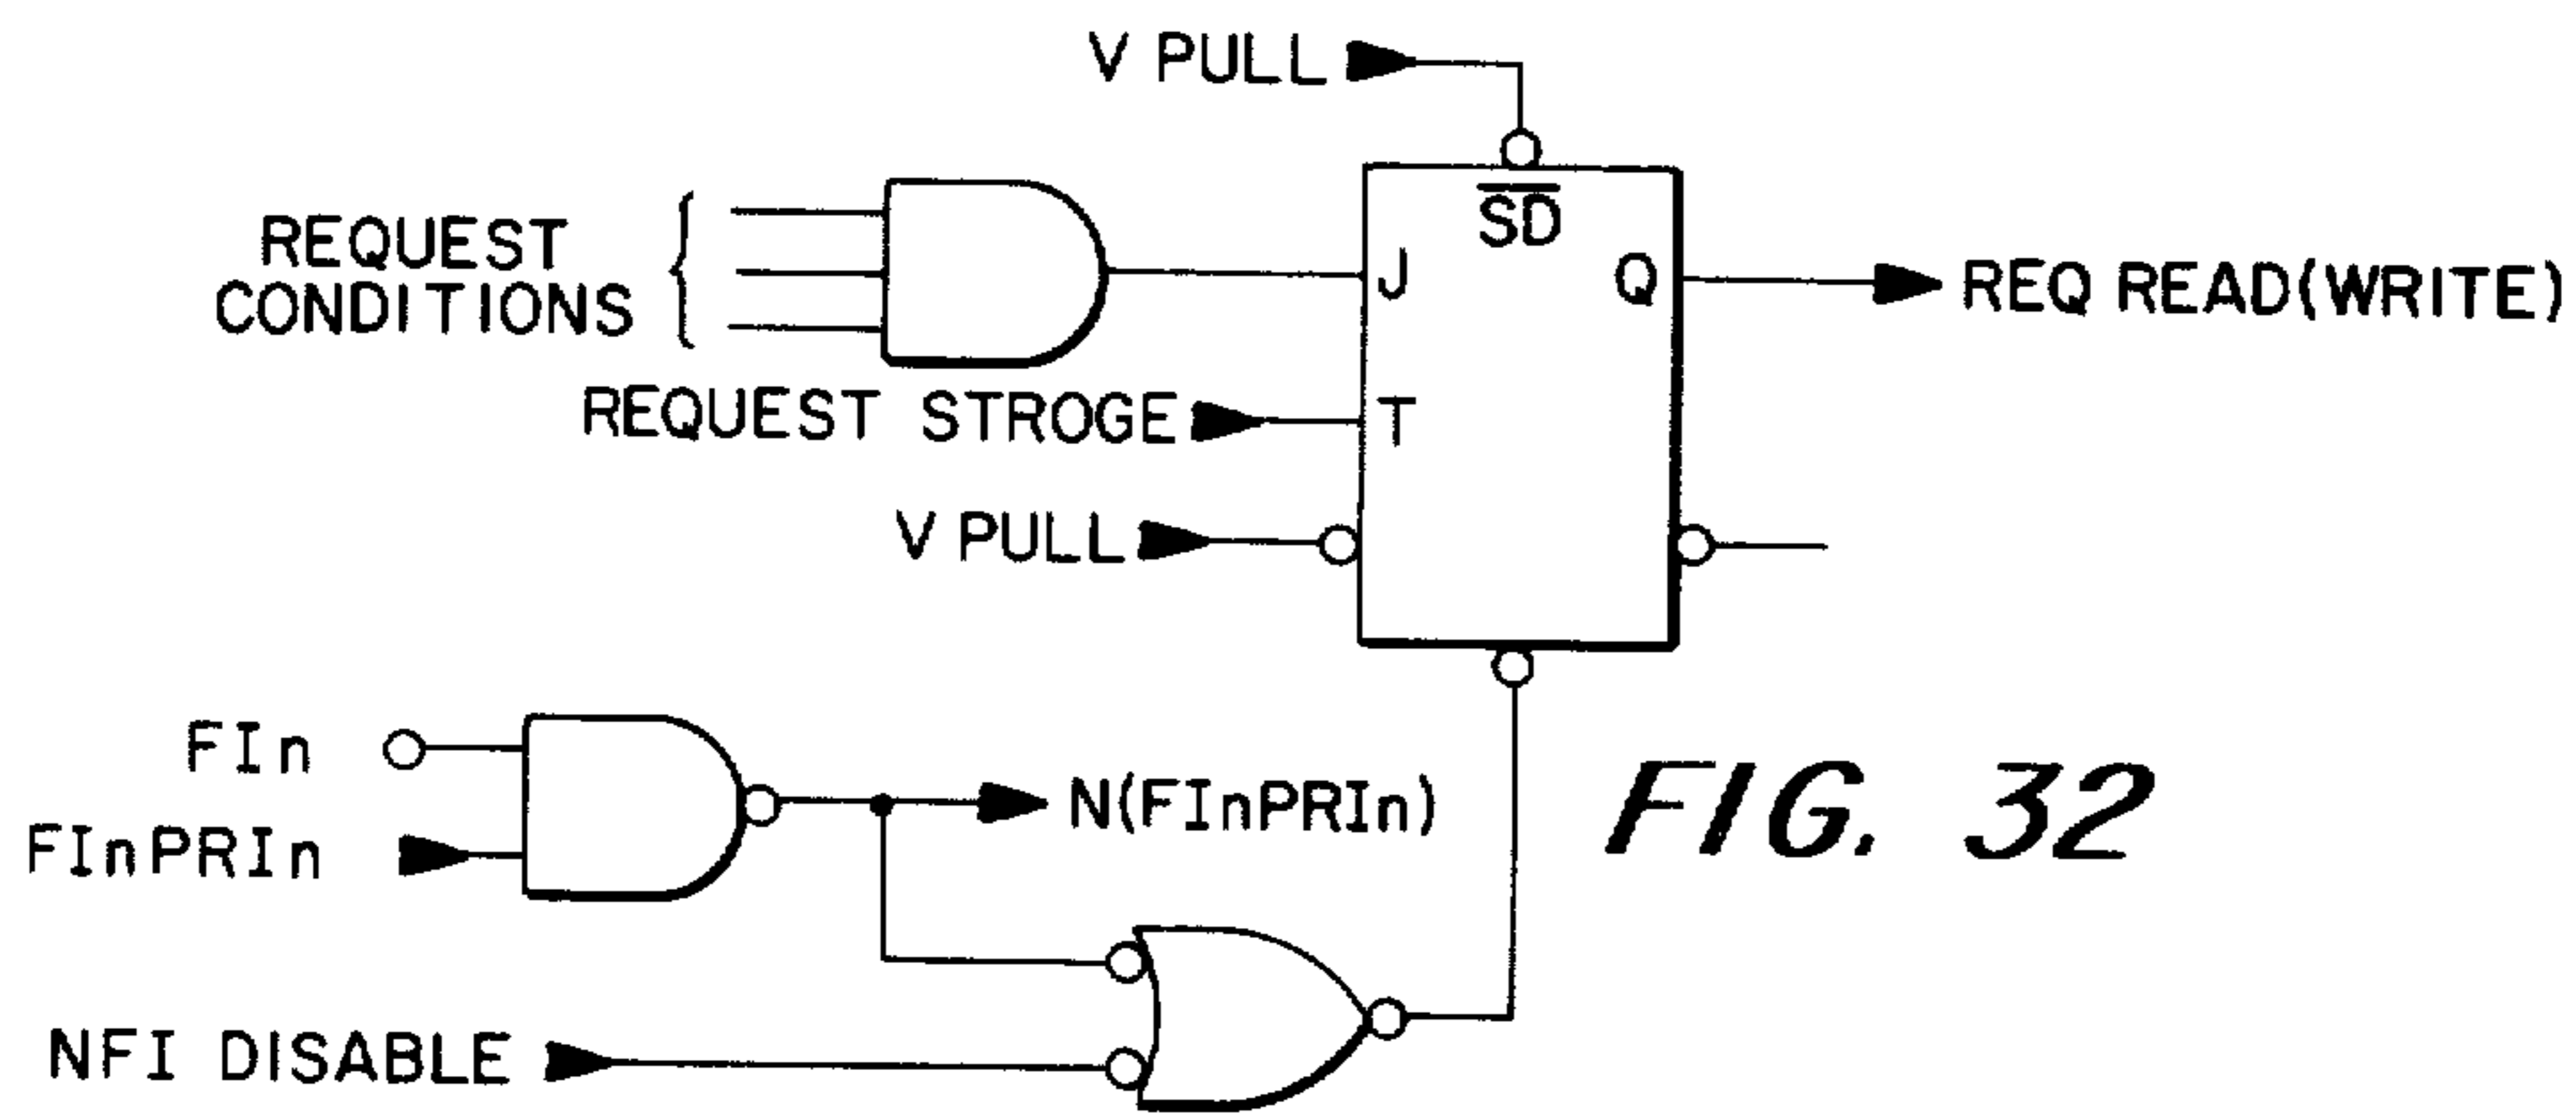 V PULL
REQUEST
CONDITIONS
SD
J
Q
REQ READ(WRITE)
REQUEST STROGE
T
V PULL
FIn
FInPRIn
N(FInPRIn)
FIG. 32
NFI DISABLE